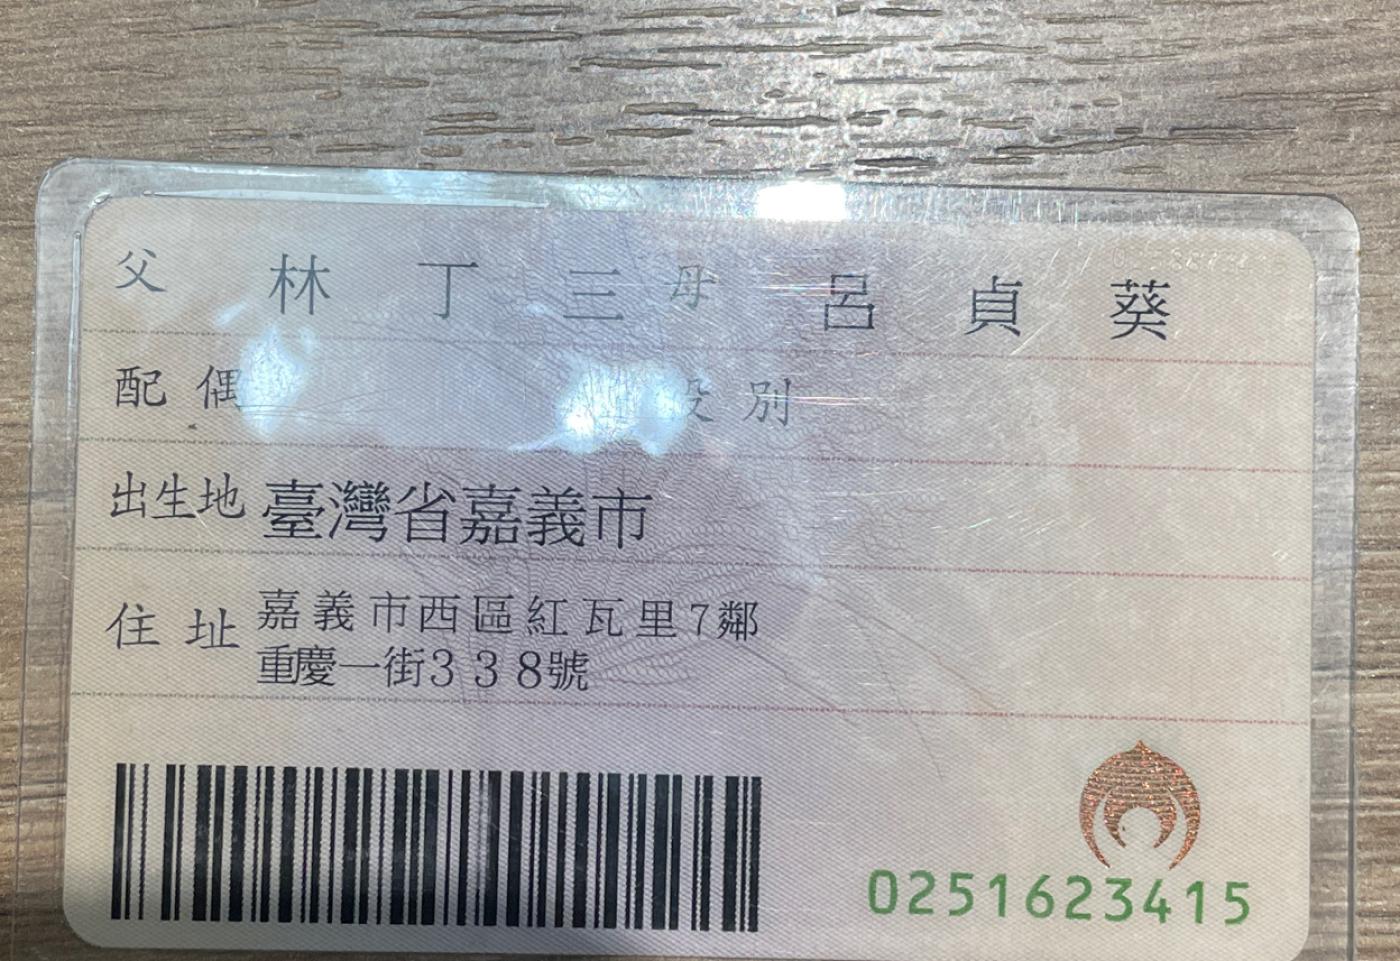 父 林丁三 母 呂貞葵
配偶 役別
出生地 臺灣省嘉義市
住址 嘉義市西區紅瓦里7鄰
重慶一街338號
0251623415